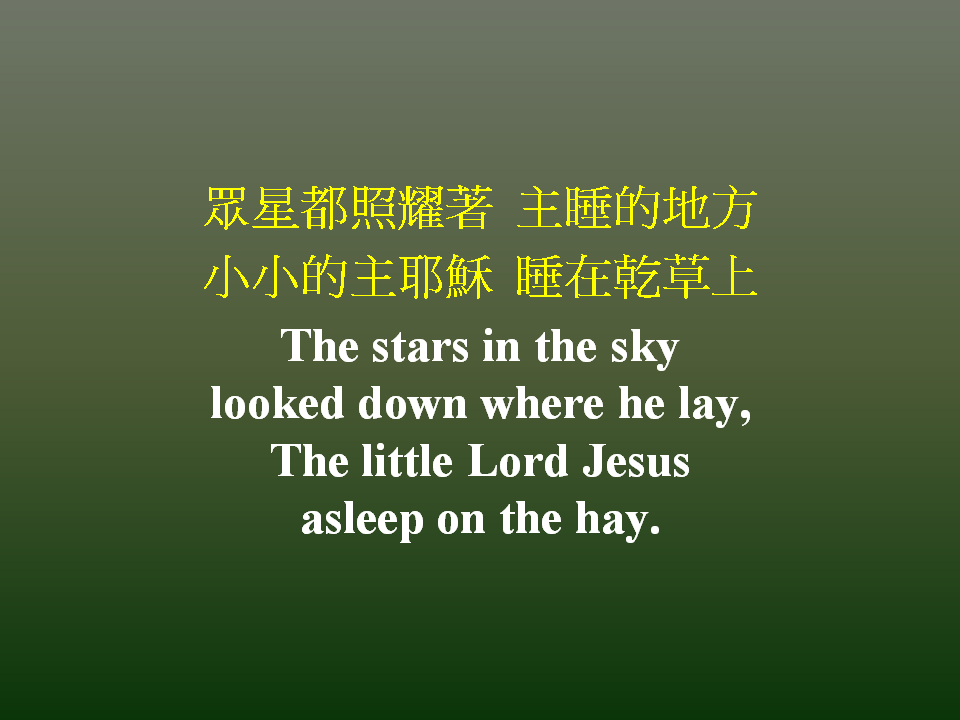 眾星都照耀著 主睡的地方
小小的主耶穌 睡在乾草上
The stars in the sky
looked down where he lay,
The little Lord Jesus
asleep on the hay.